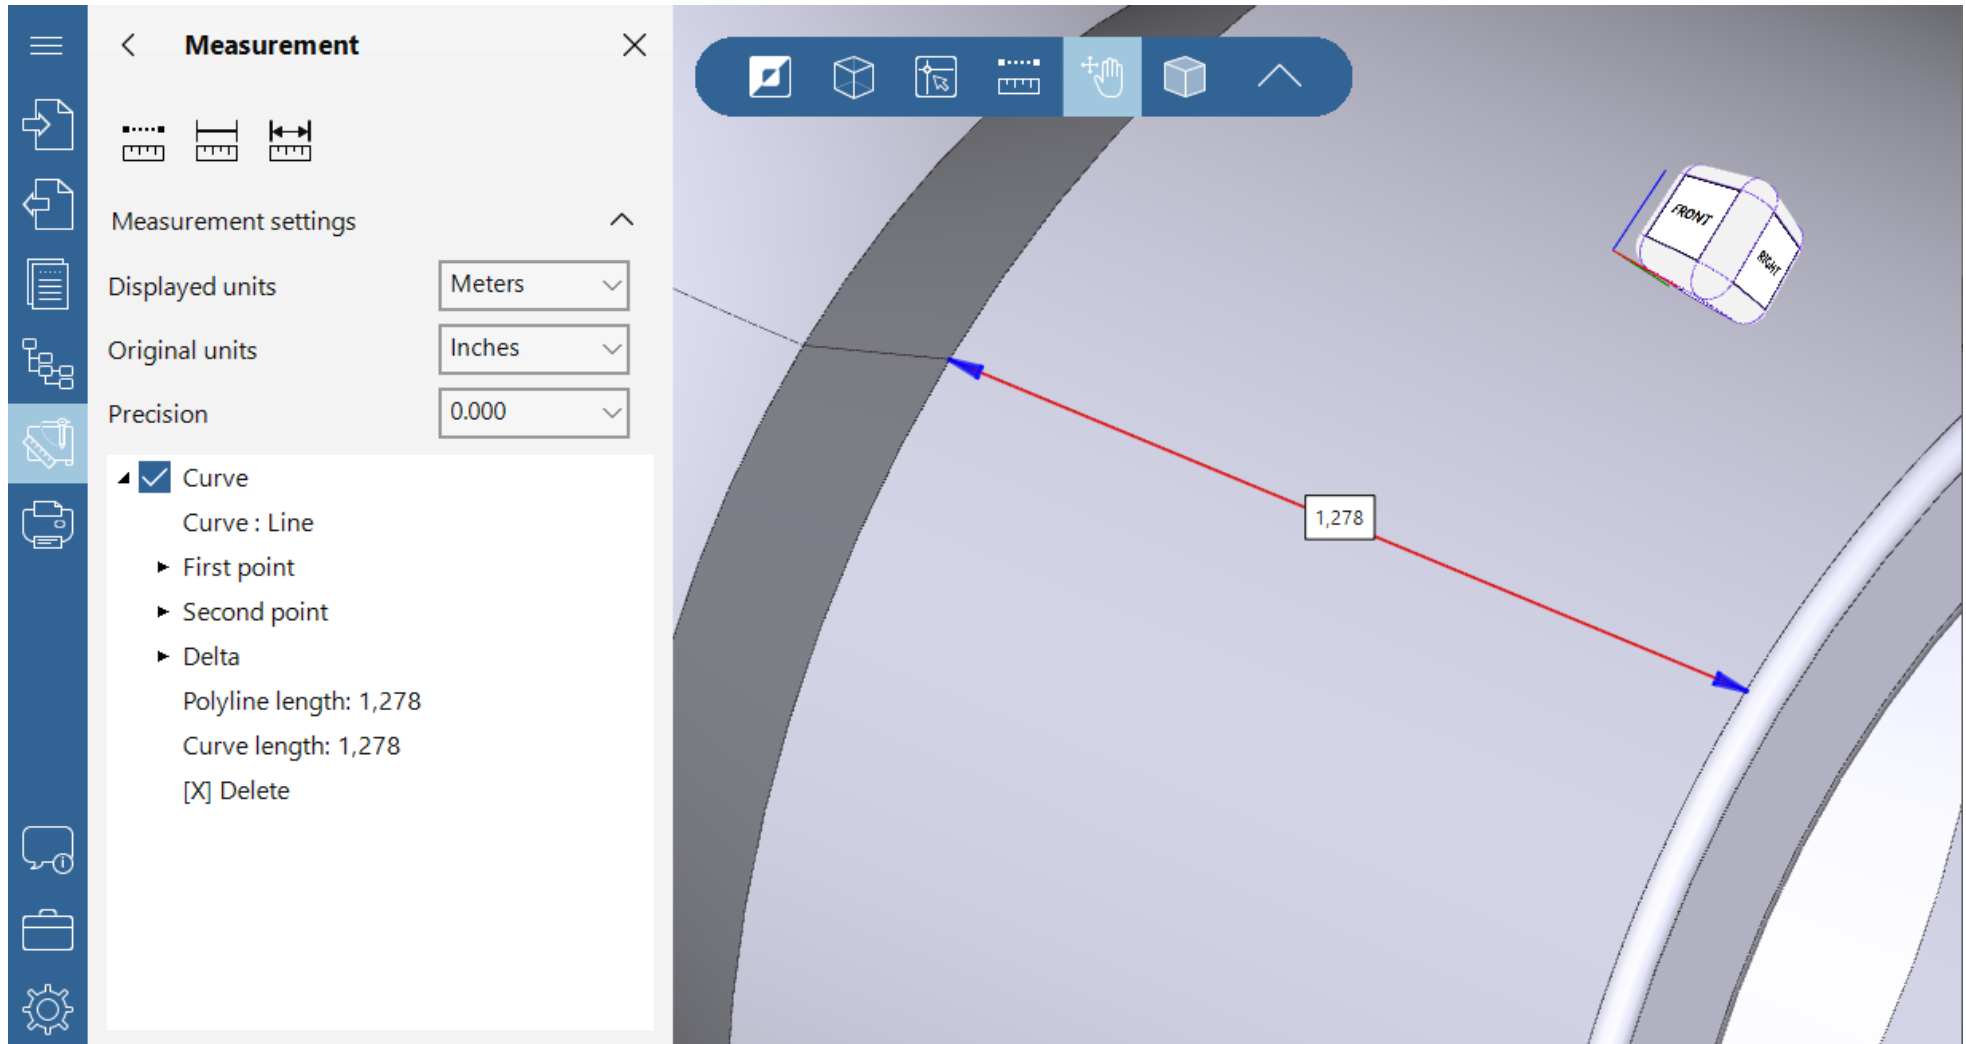 Measurement
Measurement settings
Displayed units
Meters
Original units
Inches
Precision
0.000
Curve
Curve : Line
First point
Second point
Delta
Polyline length: 1,278
Curve length: 1,278
[X] Delete
FRONT
RIGHT
1,278